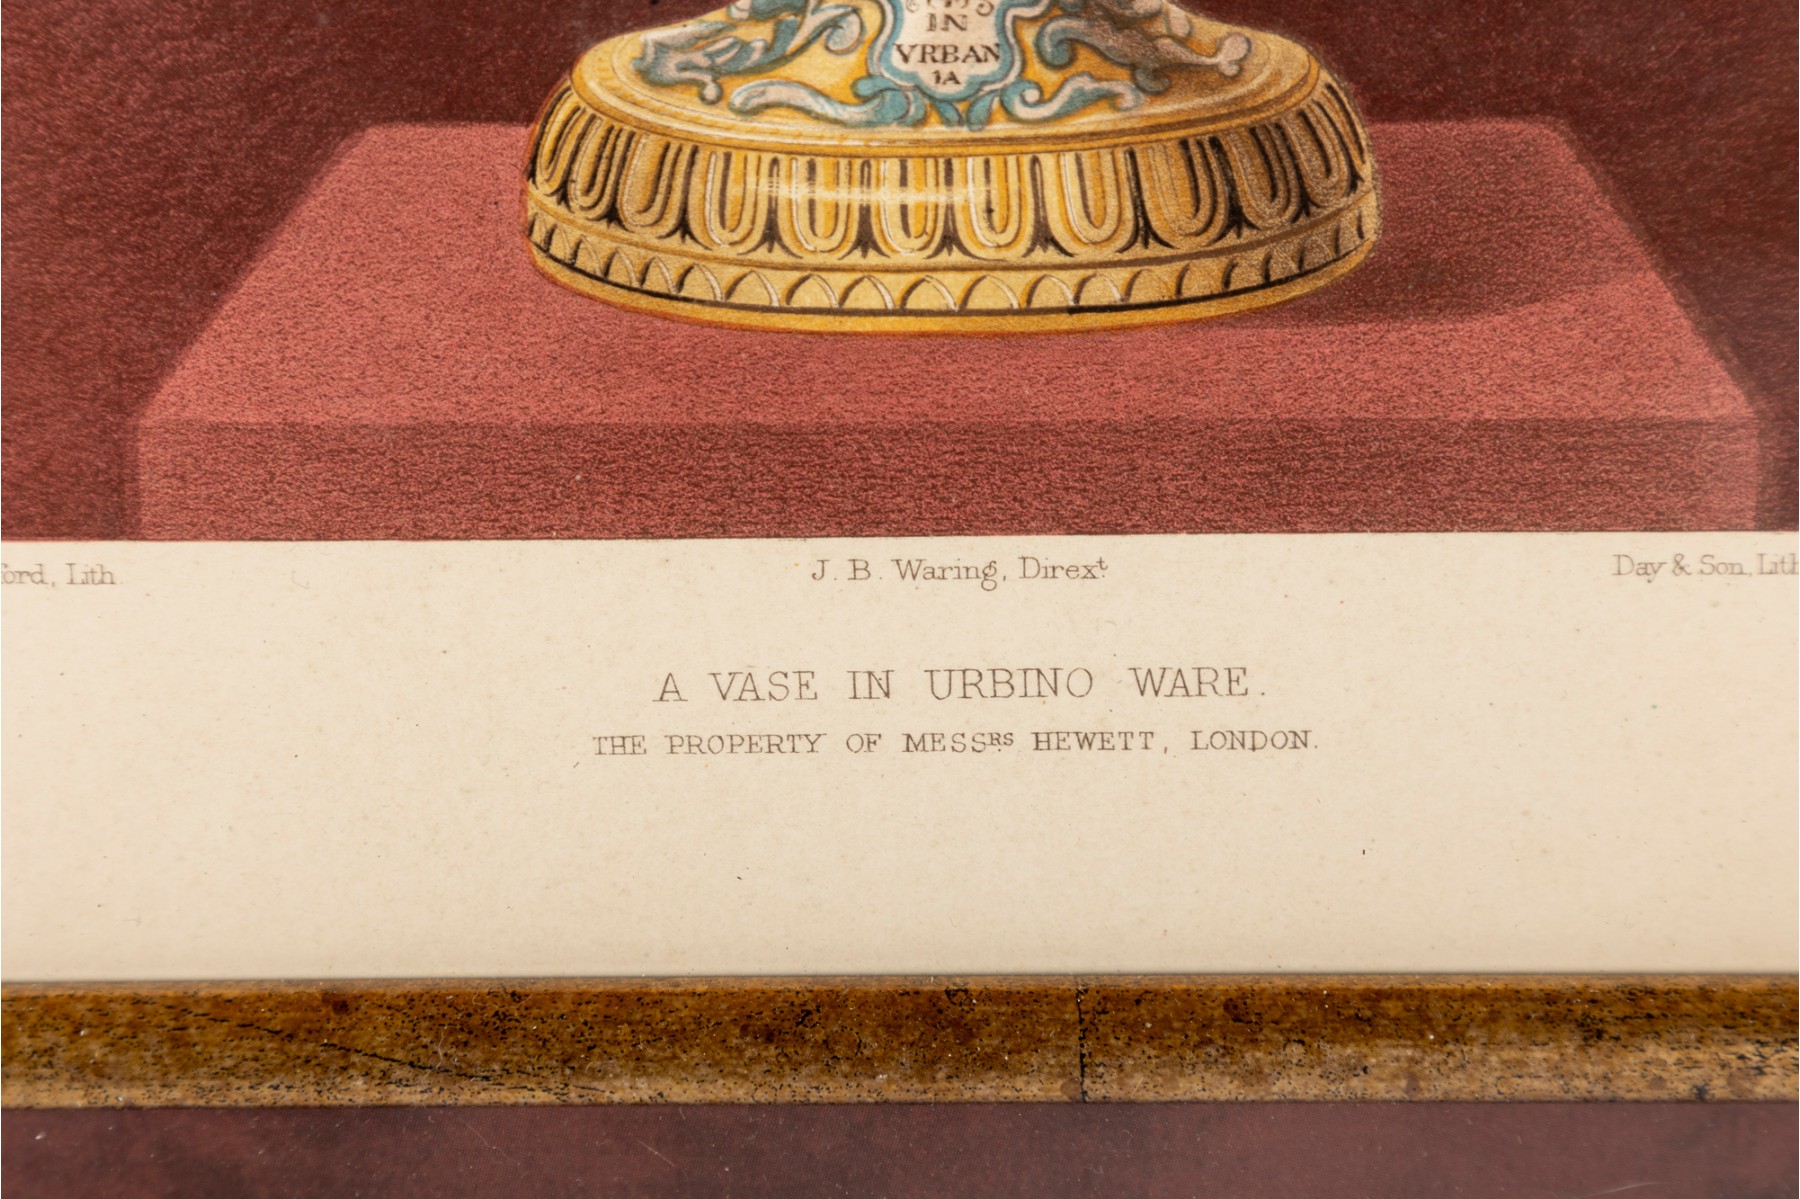 IN
VRBAN
IA
ford, Lith.
J. B. Waring, Direxᵗ.
Day & Son, Lith
A VASE IN URBINO WARE.
THE PROPERTY OF MESSᴿˢ HEWETT, LONDON.